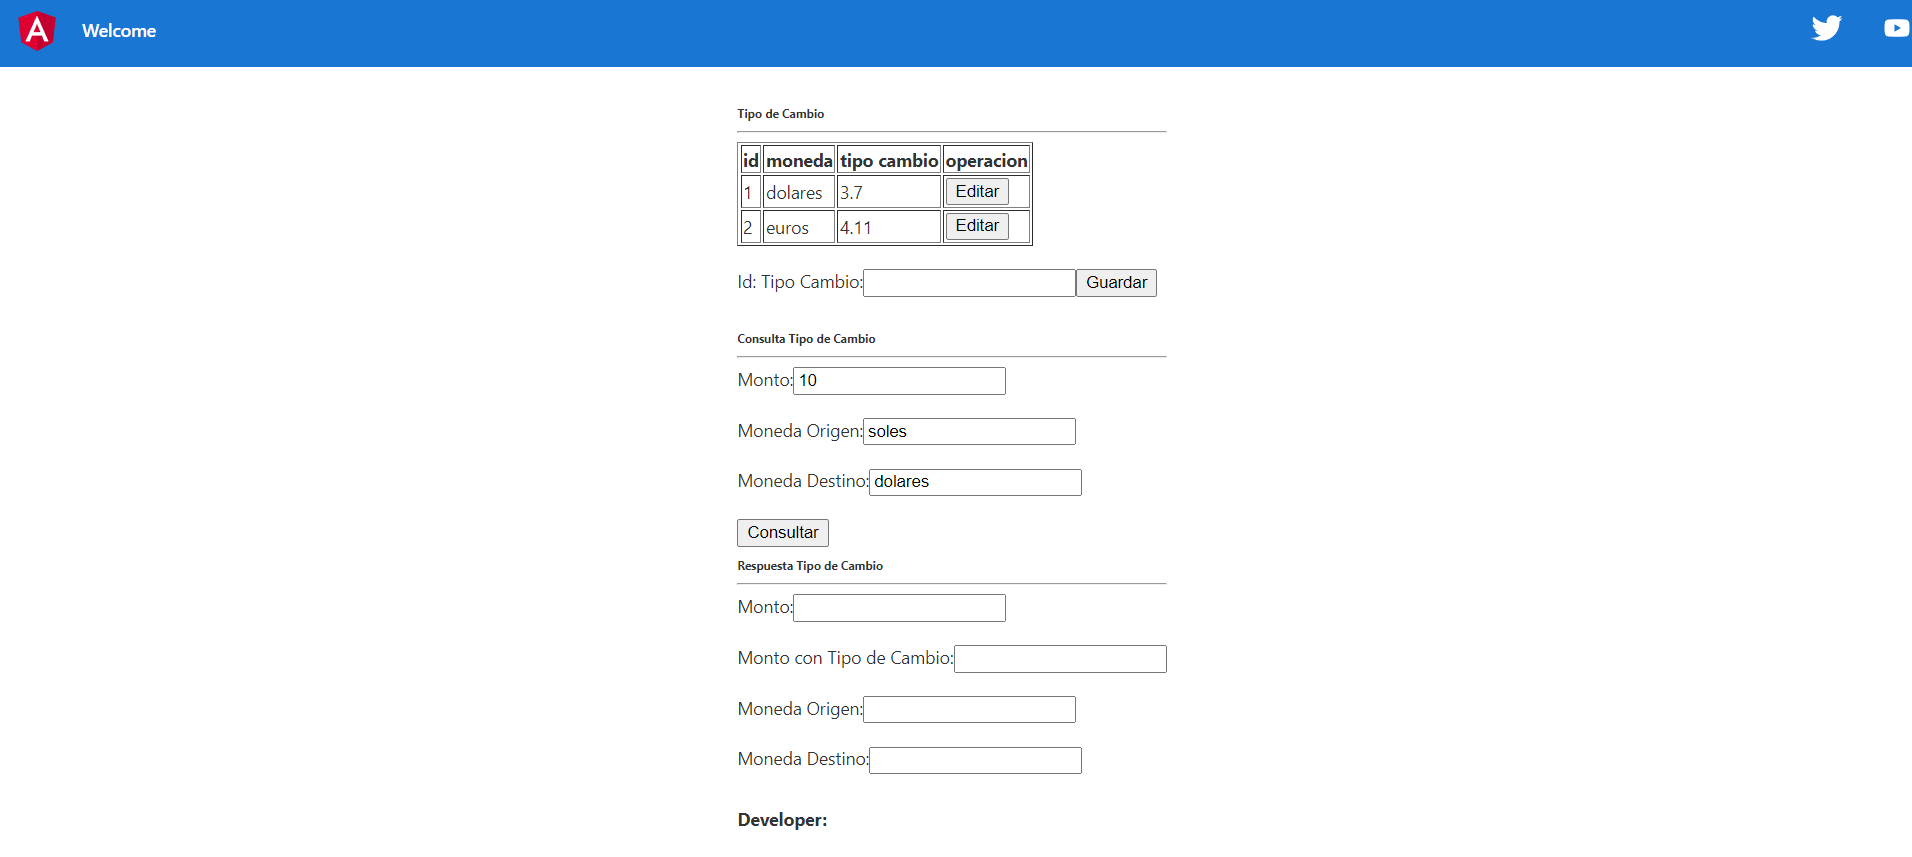 Welcome
Tipo de Cambio
id moneda tipo cambio operacion
1 dolares 3.7 Editar
2 euros 4.11 Editar
Id: Tipo Cambio: Guardar
Consulta Tipo de Cambio
Monto: 10
Moneda Origen: soles
Moneda Destino: dolares
Consultar
Respuesta Tipo de Cambio
Monto:
Monto con Tipo de Cambio:
Moneda Origen:
Moneda Destino:
Developer: